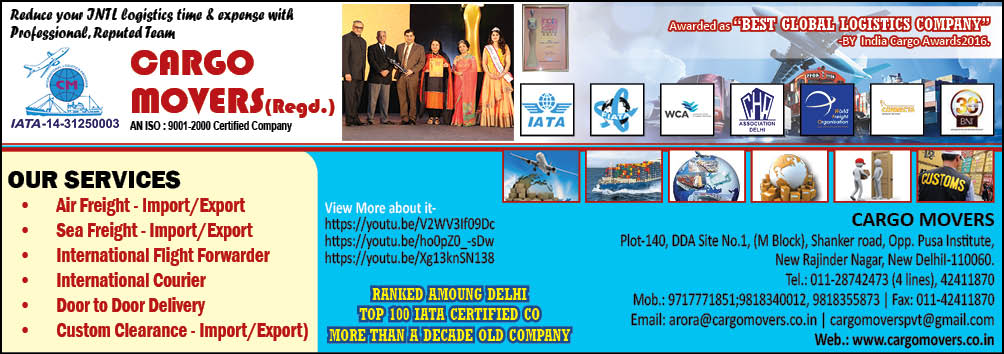 Reduce your INTL logistics time & expense with
Professional, Reputed Team
CM
IATA-14-31250003
CARGO
MOVERS(Regd.)
AN ISO : 9001-2000 Certified Company
Awarded as "BEST GLOBAL LOGISTICS COMPANY"
-BY India Cargo Awards2016.
IATA
WCA
CHA
ASSOCIATION
DELHI
World
Freight
Organisation
30
BNI
OUR SERVICES
• Air Freight - Import/Export
• Sea Freight - Import/Export
• International Flight Forwarder
• International Courier
• Door to Door Delivery
• Custom Clearance - Import/Export)
View More about it-
https://youtu.be/V2WV3If09Dc
https://youtu.be/ho0pZ0_-sDw
https://youtu.be/Xg13knSN138
RANKED AMOUNG DELHI
TOP 100 IATA CERTIFIED CO
MORE THAN A DECADE OLD COMPANY
CUSTOMS
CARGO MOVERS
Plot-140, DDA Site No.1, (M Block), Shanker road, Opp. Pusa Institute,
New Rajinder Nagar, New Delhil-110060.
Tel.: 011-28742473 (4 lines), 42411870
Mob.: 9717771851;9818340012, 9818355873 | Fax: 011-42411870
Email: arora@cargomovers.co.in | cargomoverspvt@gmail.com
Web.: www.cargomovers.co.in